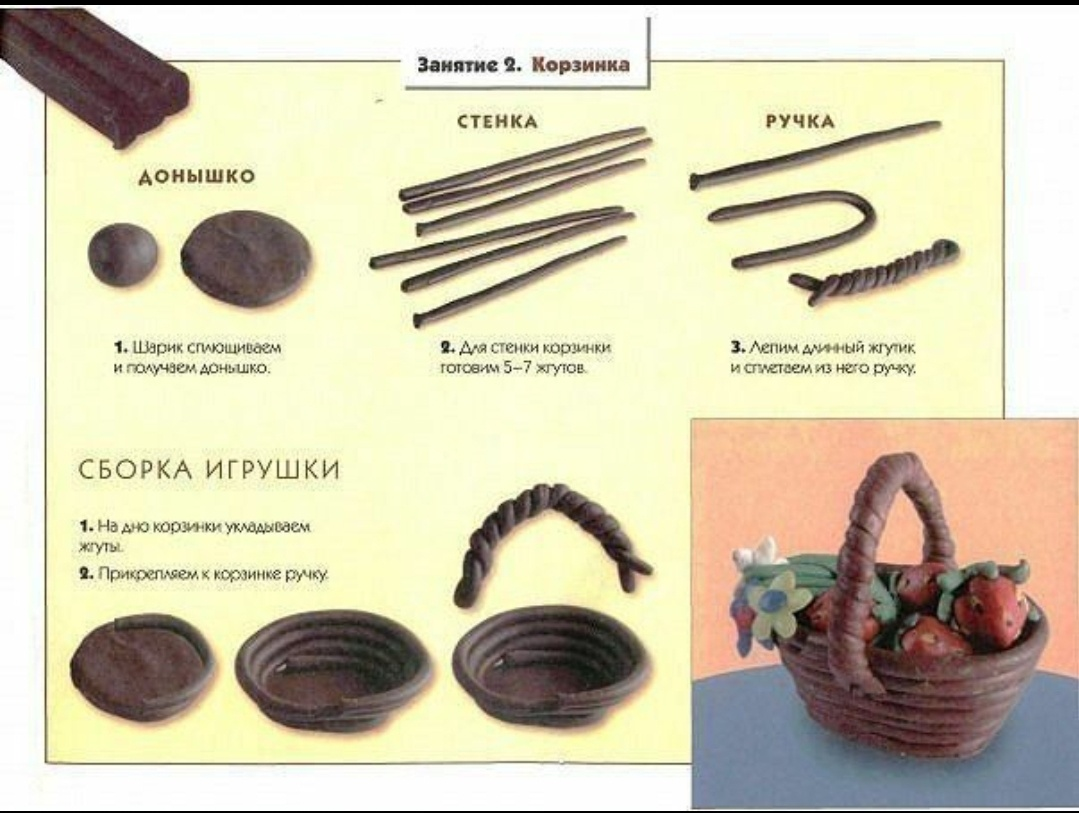 Занятие 2. Корзинка
ДОНЫШКО
1. Шарик сплющиваем
и получаем донышко.
СТЕНКА
2. Для стенки корзинки
готовим 5–7 жгутов.
РУЧКА
3. Лепим длинный жгутик
и сплетаем из него ручку.
СБОРКА ИГРУШКИ
1. На дно корзинки укладываем
жгуты.
2. Прикрепляем к корзинке ручку.